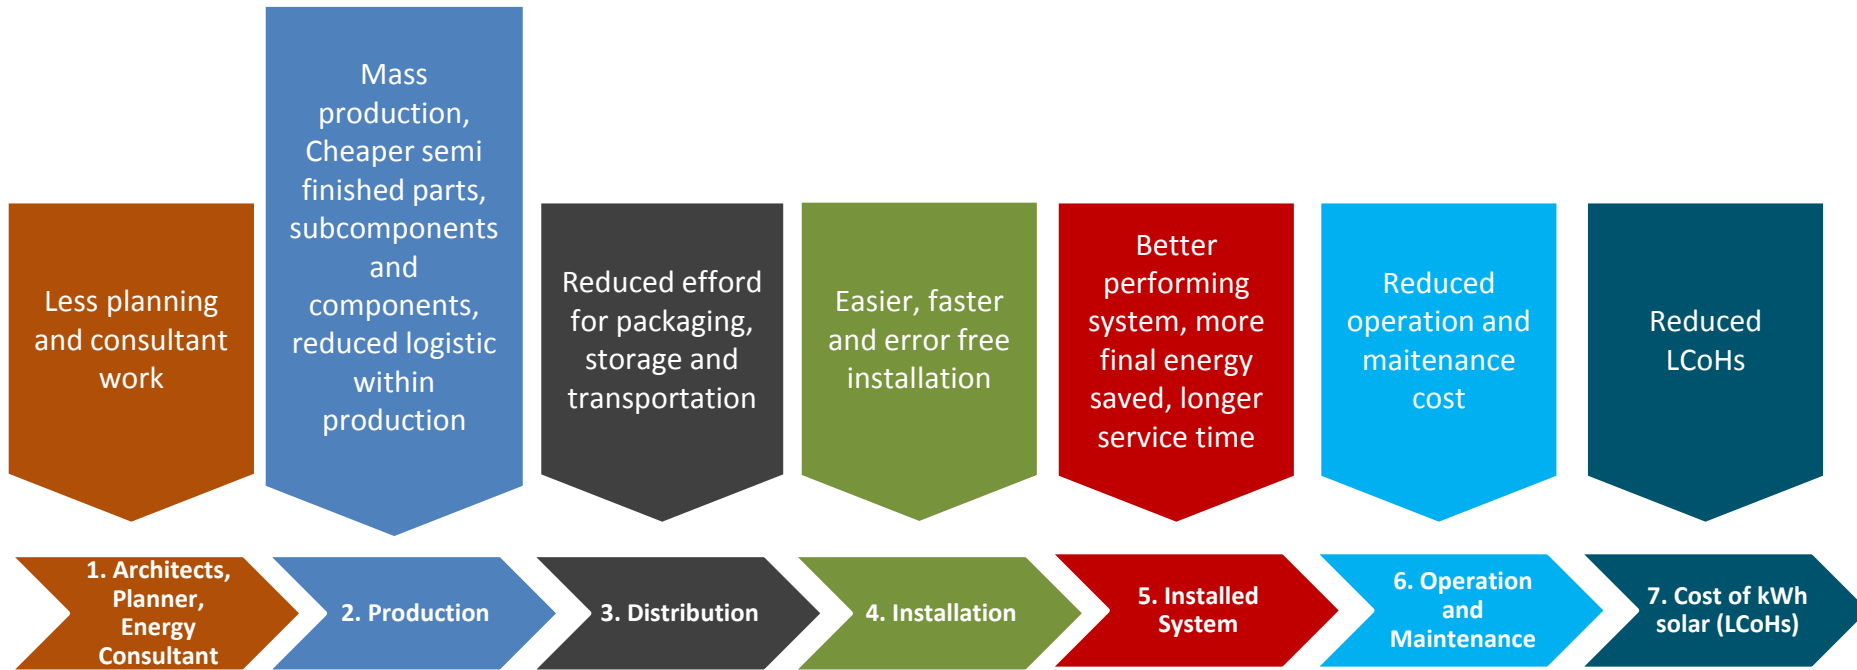 Less planning
and consultant
work
Mass
production,
Cheaper semi
finished parts,
subcomponents
and
components,
reduced logistic
within
production
Reduced efford
for packaging,
storage and
transportation
Easier, faster
and error free
installation
Better
performing
system, more
final energy
saved, longer
service time
Reduced
operation and
maitenance
cost
Reduced
LCoHs
1. Architects,
Planner,
Energy
Consultant
2. Production
3. Distribution
4. Installation
5. Installed
System
6. Operation
and
Maintenance
7. Cost of kWh
solar (LCoHs)